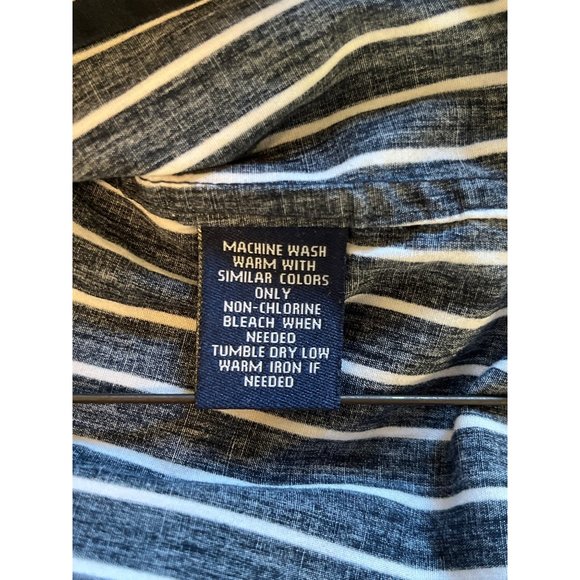 MACHINE WASH
WARM WITH
SIMILAR COLORS
ONLY
NON-CHLORINE
BLEACH WHEN
NEEDED
TUMBLE DRY LOW
WARM IRON IF
NEEDED